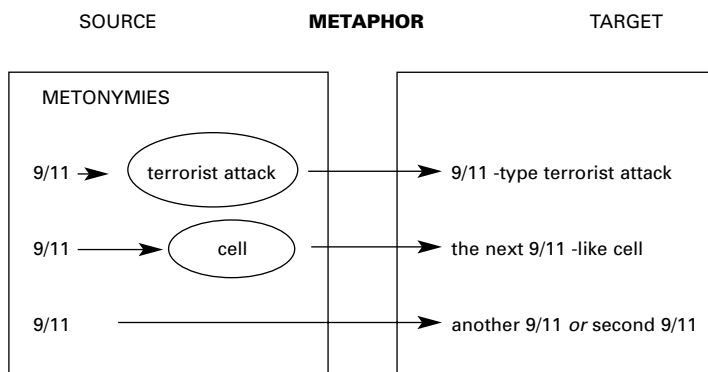 SOURCE METAPHOR TARGET
METONYMIES
9/11 terrorist attack 9/11 -type terrorist attack
9/11 cell the next 9/11 -like cell
9/11 another 9/11 or second 9/11